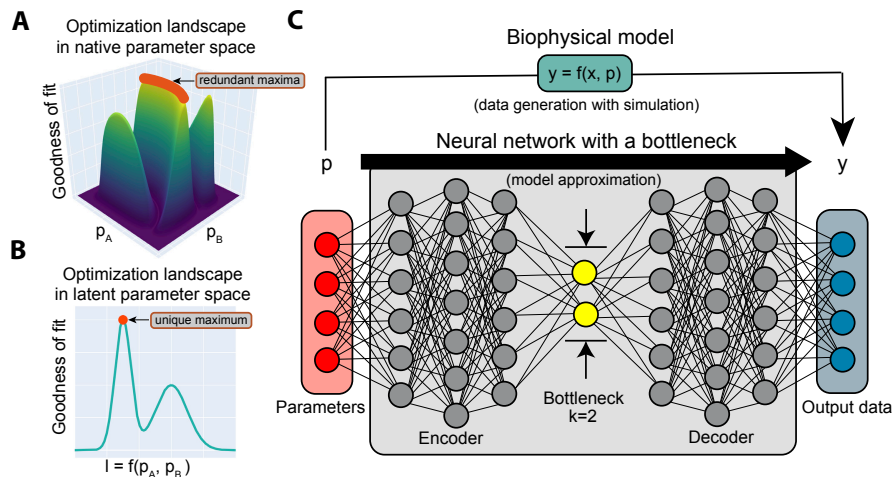 A
Optimization landscape
in native parameter space
redundant maxima
Goodness of fit
pA
pB
B
Optimization landscape
in latent parameter space
unique maximum
Goodness of fit
l = f(pA, pB)
C
Biophysical model
y = f(x, p)
(data generation with simulation)
Neural network with a bottleneck
p
y
(model approximation)
Parameters
Encoder
Bottleneck
k=2
Decoder
Output data